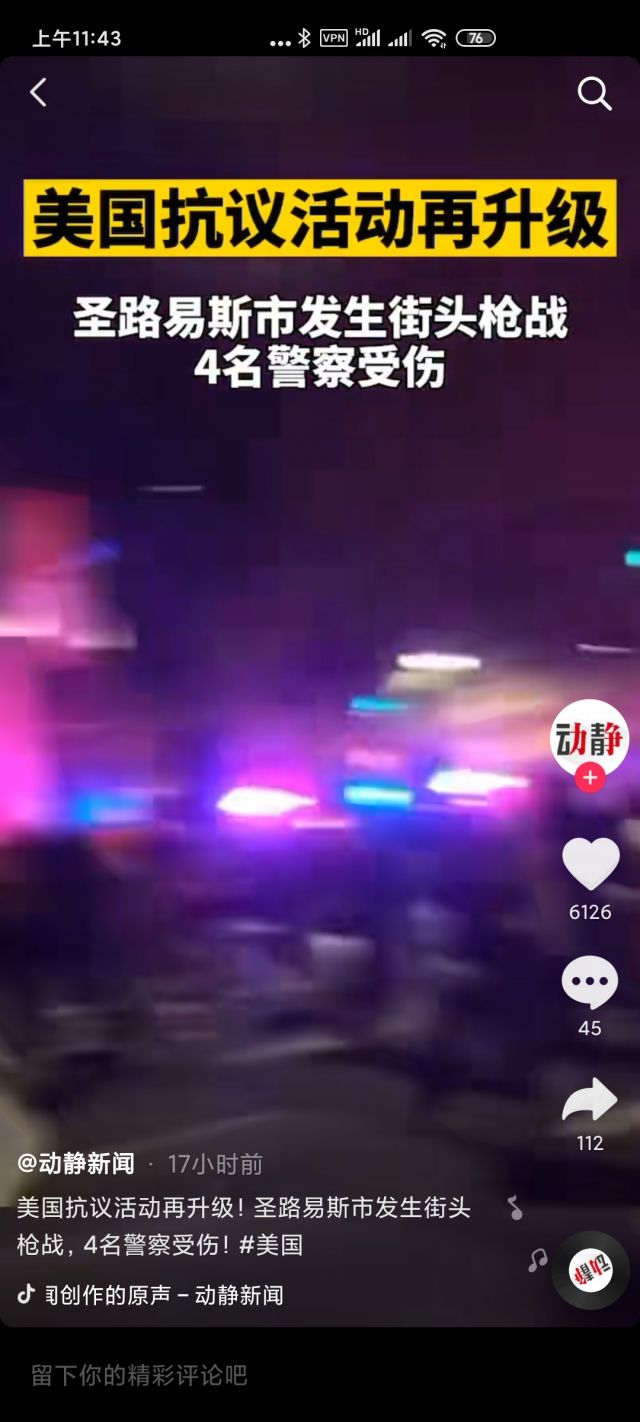 上午11:43
VPN
HD
76
美国抗议活动再升级
圣路易斯市发生街头枪战
4名警察受伤
动静
6126
45
112
@动静新闻 · 17小时前
美国抗议活动再升级！圣路易斯市发生街头
枪战，4名警察受伤！#美国
创作的原声 – 动静新闻
动静
留下你的精彩评论吧